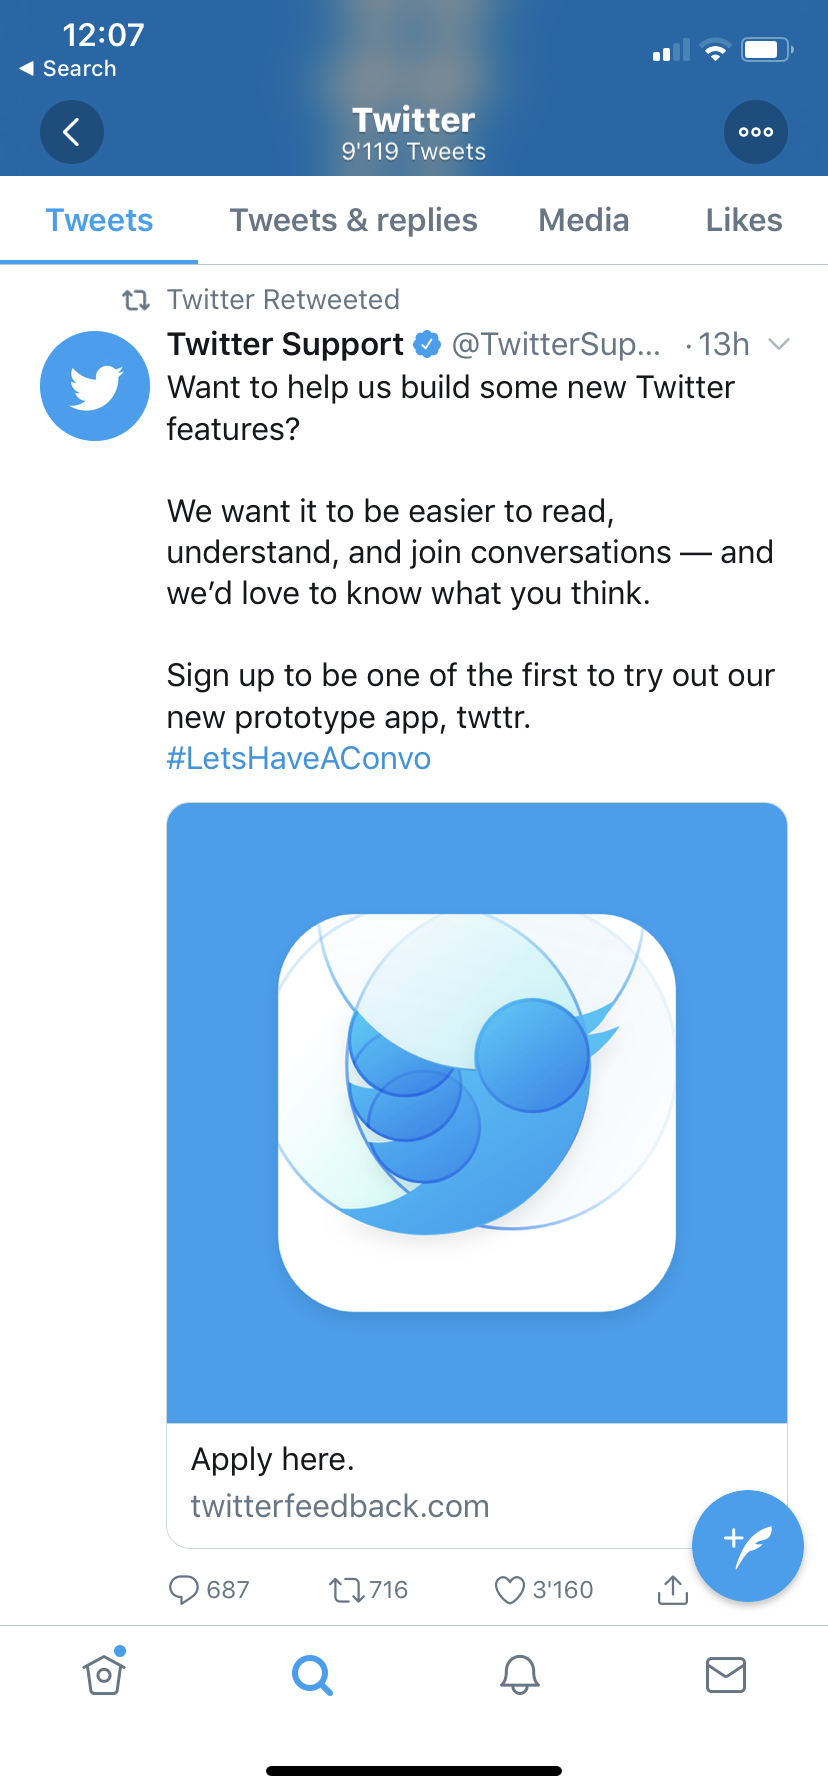 12:07
◀ Search
Twitter
9'119 Tweets
Tweets Tweets & replies Media Likes
Twitter Retweeted
Twitter Support @TwitterSup... · 13h
Want to help us build some new Twitter
features?
We want it to be easier to read,
understand, and join conversations — and
we’d love to know what you think.
Sign up to be one of the first to try out our
new prototype app, twttr.
#LetsHaveAConvo
Apply here.
twitterfeedback.com
687 716 3'160